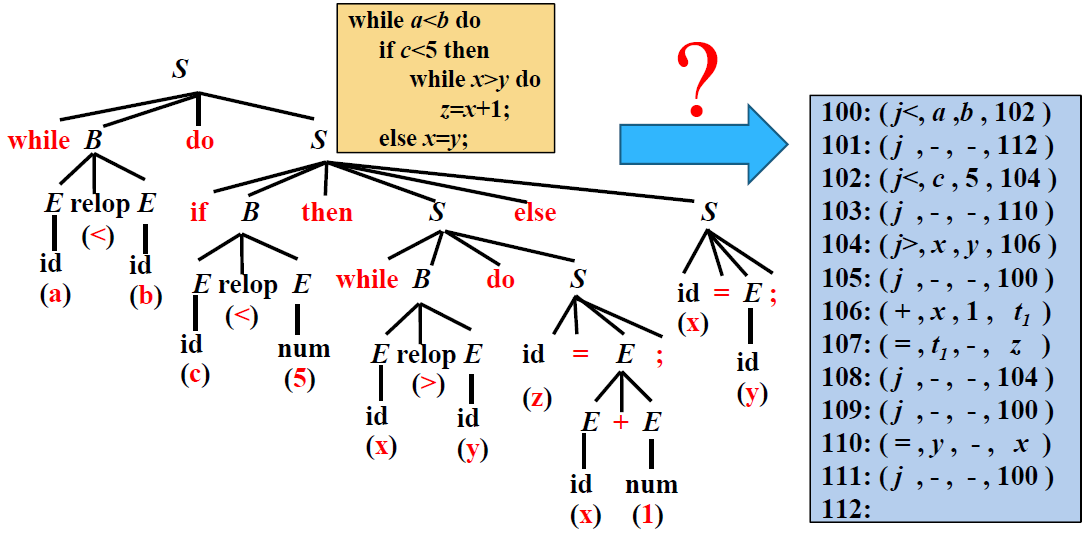 while a<b do
if c<5 then
while x>y do
z=x+1;
else x=y;
?
S
while B do S
E relop E
(<)
id id
(a) (b)
if B then S else S
E relop E
(<)
id num
(c) (5)
while B do S
E relop E
(>)
id id
(x) (y)
id = E ;
(z)
E + E
id num
(x) (1)
id = E ;
(x)
id
(y)
100: ( j<, a ,b , 102 )
101: ( j , - , - , 112 )
102: ( j<, c , 5 , 104 )
103: ( j , - , - , 110 )
104: ( j>, x , y , 106 )
105: ( j , - , - , 100 )
106: ( + , x , 1 , t1 )
107: ( = , t1 , - , z )
108: ( j , - , - , 104 )
109: ( j , - , - , 100 )
110: ( = , y , - , x )
111: ( j , - , - , 100 )
112: